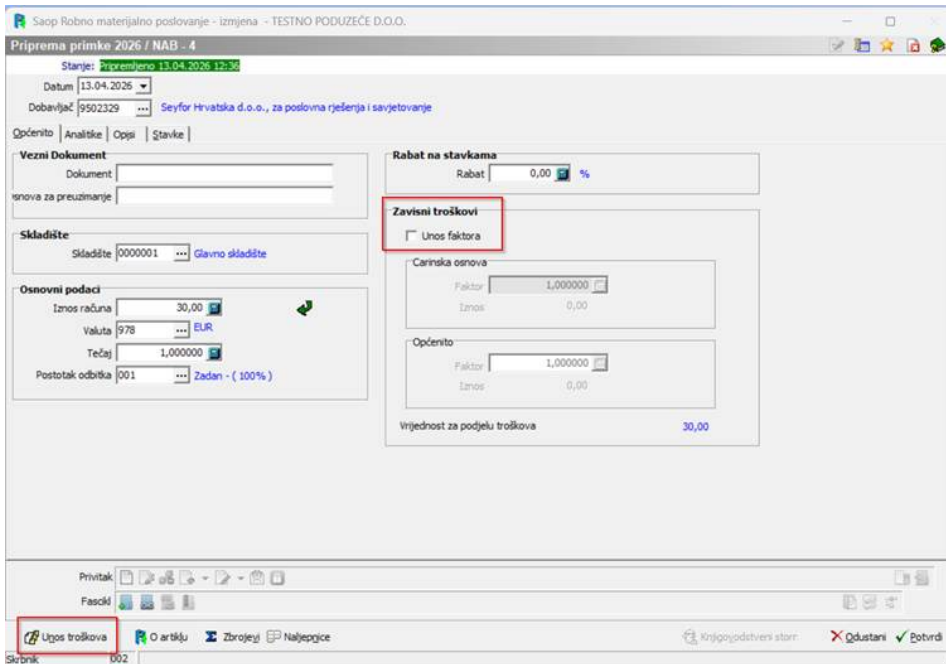 Saop Robno materijalno poslovanje - izmjena - TESTNO PODUZEĆE D.O.O.
Priprema primke 2026 / NAB - 4
Stanje: Pripremljeno 13.04.2026 12:36
Datum 13.04.2026
Dobavljač 9502329 ... Seyfor Hrvatska d.o.o., za poslovna rješenja i savjetovanje
Općenito Analitike Opisi Stavke
Vezni Dokument
Dokument
snova za preuzimanje
Skladište
Skladište 0000001 ... Glavno skladište
Osnovni podaci
Iznos računa 30,00
Valuta 978 ... EUR
Tečaj 1,000000
Postotak odbitka 001 ... Zadan - ( 100% )
Rabat na stavkama
Rabat 0,00 %
Zavisni troškovi
Unos faktora
Carinska osnova
Faktor 1,000000
Iznos 0,00
Općenito
Faktor 1,000000
Iznos 0,00
Vrijednost za podjelu troškova 30,00
Privitak
Fascikl
Unos troškova O artiklu Zbrojevi Naljepnice Knjigovodstveni storr Odustani Potvrdi
Skrbnik 002